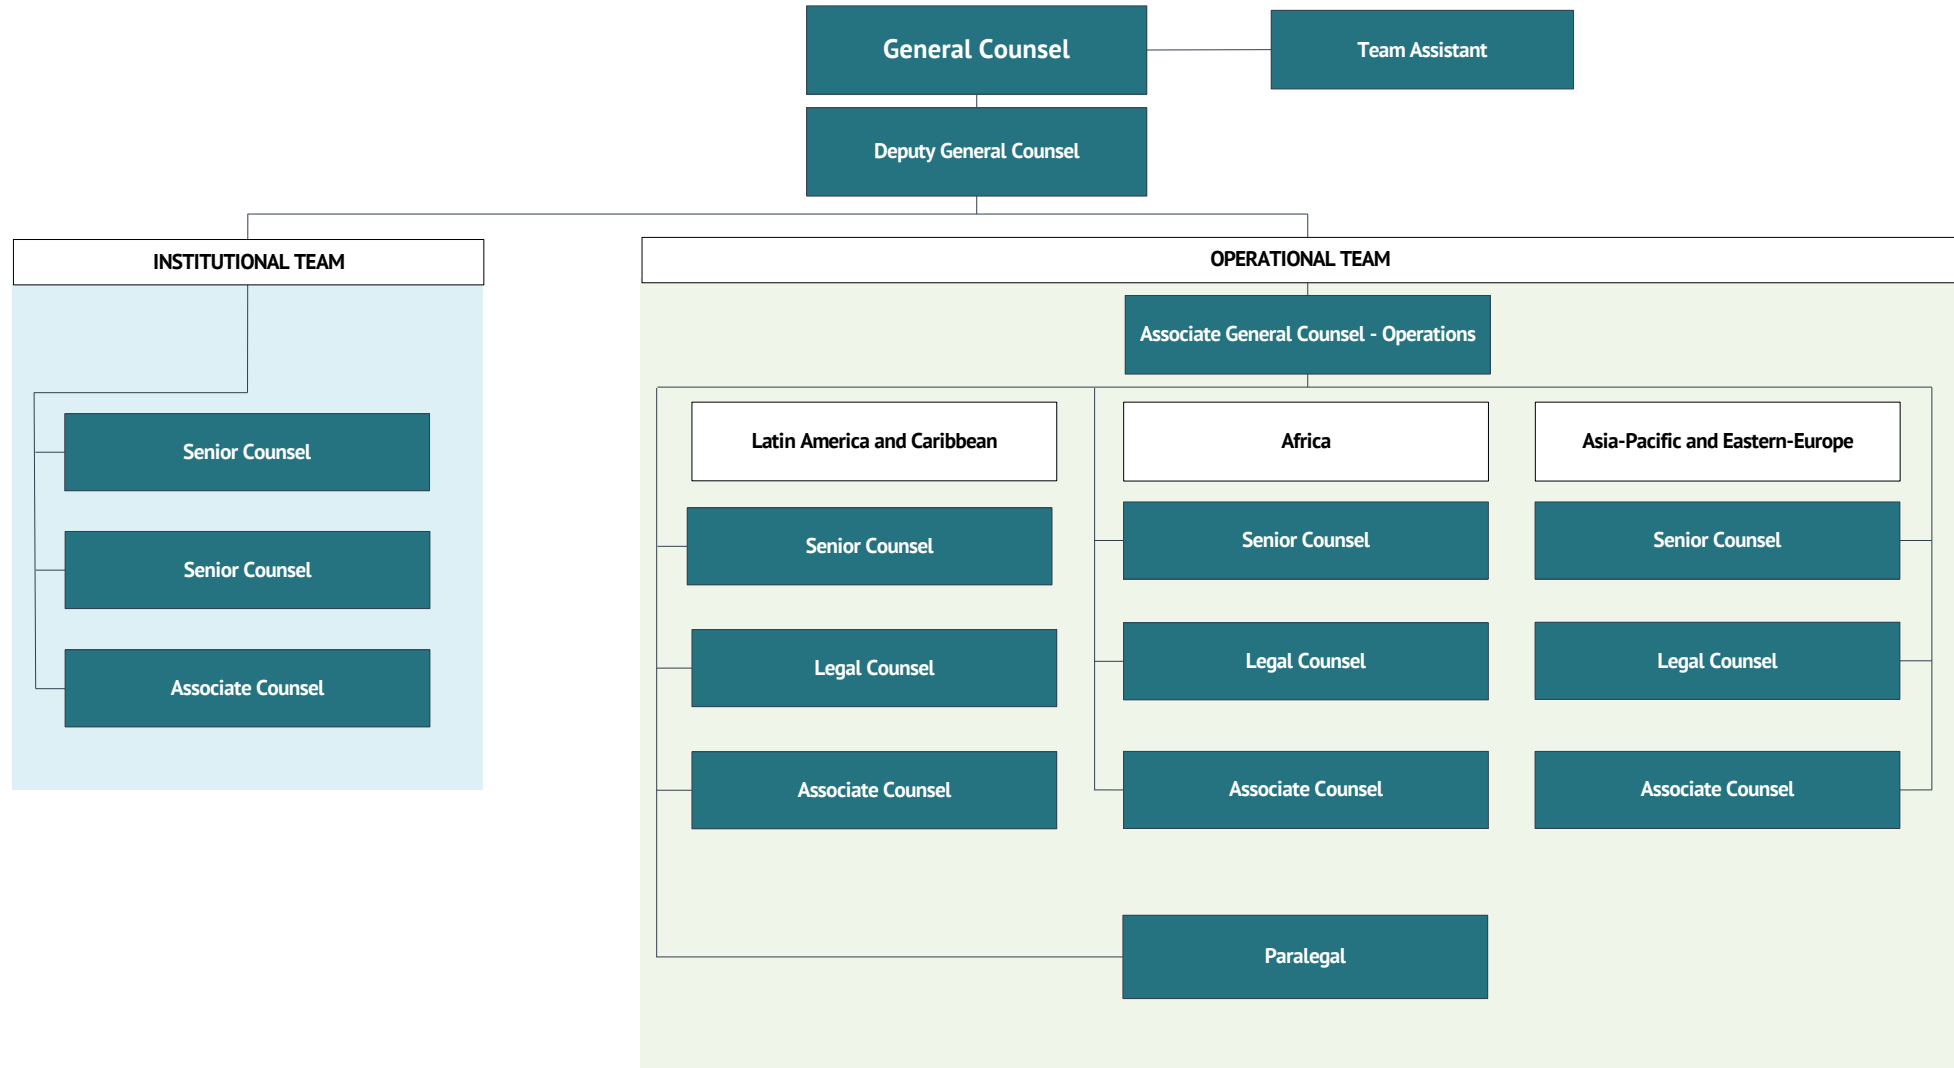 General Counsel
Team Assistant
Deputy General Counsel
INSTITUTIONAL TEAM
Senior Counsel
Senior Counsel
Associate Counsel
OPERATIONAL TEAM
Associate General Counsel - Operations
Latin America and Caribbean
Senior Counsel
Legal Counsel
Associate Counsel
Africa
Senior Counsel
Legal Counsel
Associate Counsel
Asia-Pacific and Eastern-Europe
Senior Counsel
Legal Counsel
Associate Counsel
Paralegal